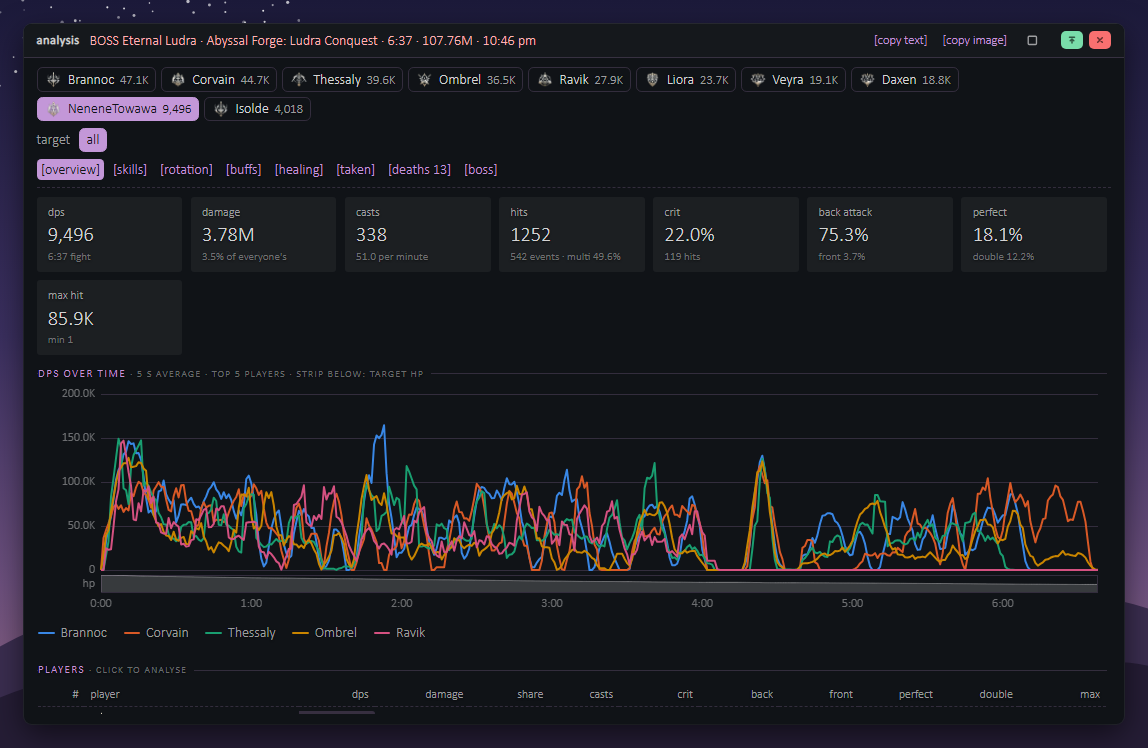 analysis BOSS Eternal Ludra · Abyssal Forge: Ludra Conquest · 6:37 · 107.76M · 10:46 pm [copy text] [copy image]
Brannoc 47.1K Corvain 44.7K Thessaly 39.6K Ombrel 36.5K Ravik 27.9K Liora 23.7K Veyra 19.1K Daxen 18.8K
NeneneTowawa 9,496 Isolde 4,018
target all
[overview] [skills] [rotation] [buffs] [healing] [taken] [deaths 13] [boss]
dps damage casts hits crit back attack perfect
9,496 3.78M 338 1252 22.0% 75.3% 18.1%
6:37 fight 3.5% of everyone's 51.0 per minute 542 events · multi 49.6% 119 hits front 3.7% double 12.2%
max hit
85.9K
min 1
DPS OVER TIME · 5 S AVERAGE · TOP 5 PLAYERS · STRIP BELOW: TARGET HP
200.0K
150.0K
100.0K
50.0K
0
hp
0:00 1:00 2:00 3:00 4:00 5:00 6:00
Brannoc Corvain Thessaly Ombrel Ravik
PLAYERS · CLICK TO ANALYSE
# player dps damage share casts crit back front perfect double max